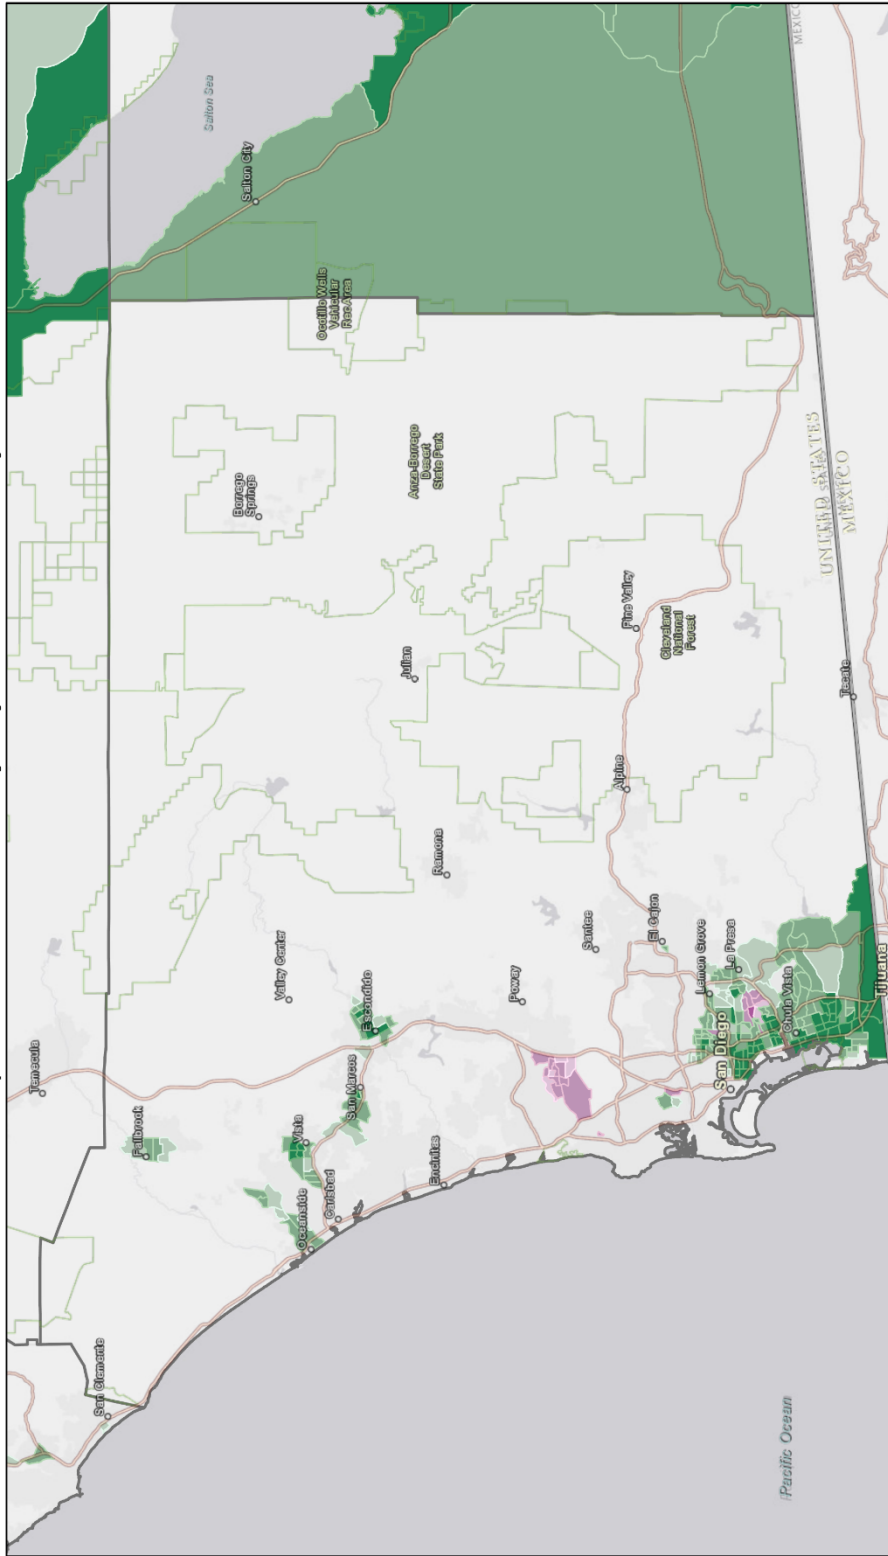 Temecula
San Clemente
Fallbrook
Salton Sea
Borrego
Springs
Salton City
Valley Center
Oceanside
Vista
Ocotillo Wells
Vehicular
Rec Area
Carlsbad
San Marcos
Escondido
Julian
Anza-Borrego
Desert
State Park
Encinitas
Ramona
Poway
Santee
Alpine
Pine Valley
El Cajon
Cleveland
National
Forest
Lemon Grove
San Diego
La Presa
Chula Vista
Pacific Ocean
MEXICO
UNITED STATES
MEXICO
Tecate
Tijuana